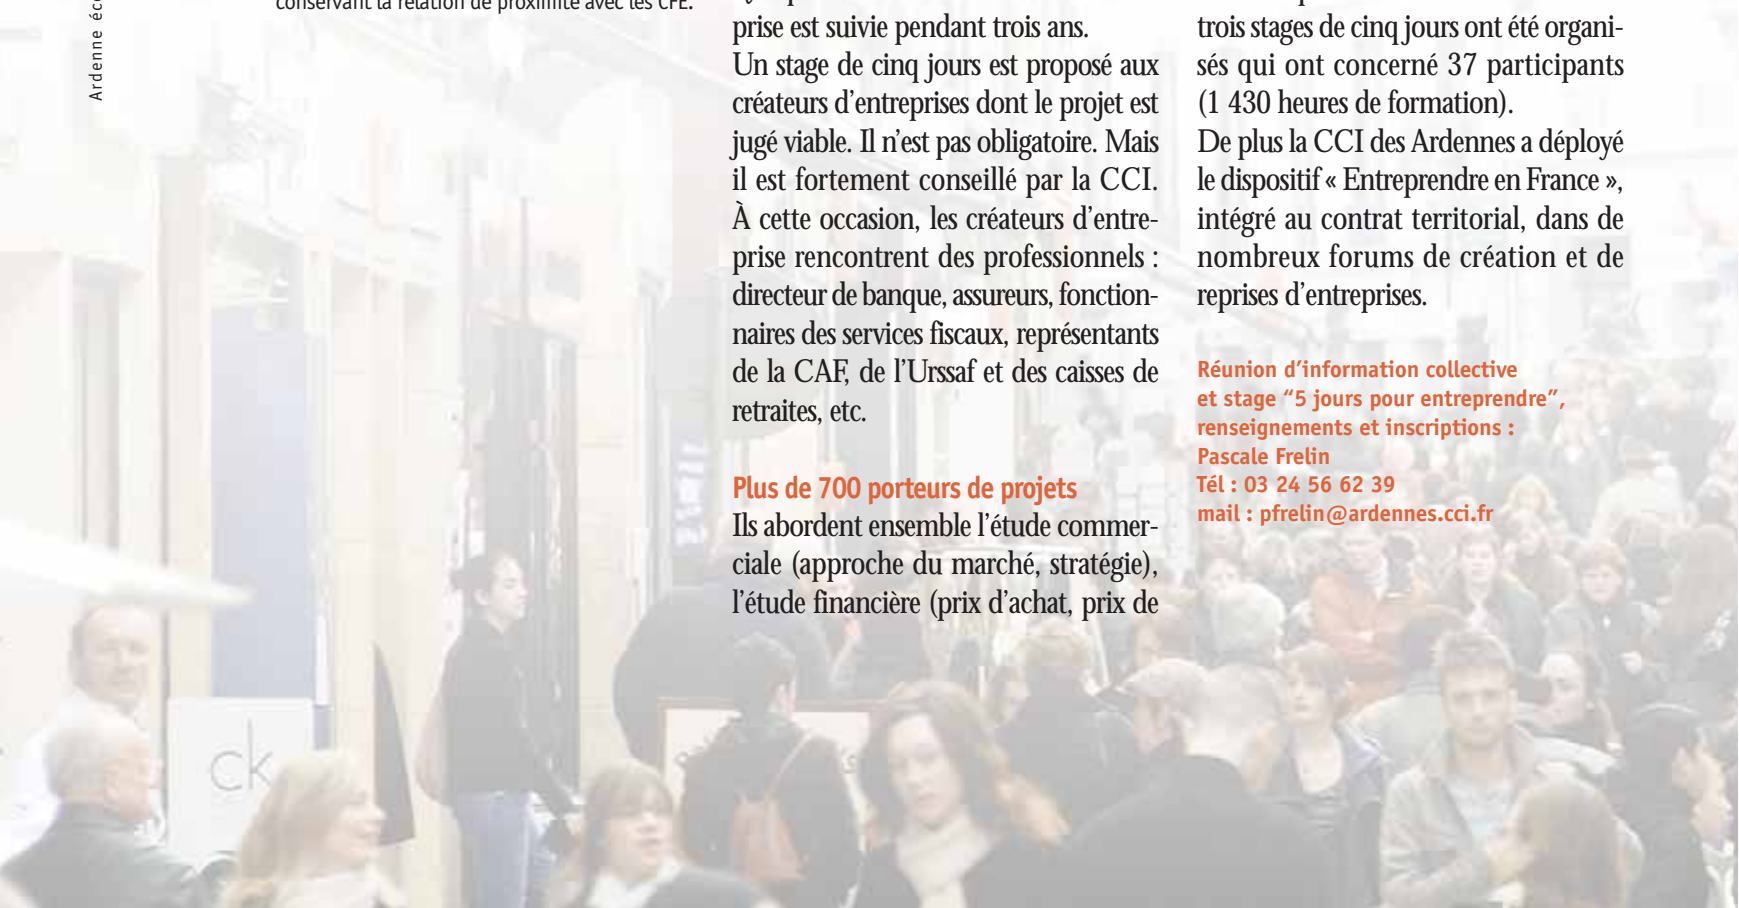 Ardenne
conservant la relation de proximité avec les CFE.
prise est suivie pendant trois ans.
Un stage de cinq jours est proposé aux
créateurs d'entreprises dont le projet est
jugé viable. Il n'est pas obligatoire. Mais
il est fortement conseillé par la CCI.
À cette occasion, les créateurs d'entre-
prise rencontrent des professionnels :
directeur de banque, assureurs, fonction-
naires des services fiscaux, représentants
de la CAF, de l'Urssaf et des caisses de
retraites, etc.
Plus de 700 porteurs de projets
Ils abordent ensemble l'étude commer-
ciale (approche du marché, stratégie),
l'étude financière (prix d'achat, prix de
trois stages de cinq jours ont été organi-
sés qui ont concerné 37 participants
(1 430 heures de formation).
De plus la CCI des Ardennes a déployé
le dispositif « Entreprendre en France »,
intégré au contrat territorial, dans de
nombreux forums de création et de
reprises d'entreprises.
Réunion d'information collective
et stage “5 jours pour entreprendre”,
renseignements et inscriptions :
Pascale Frelin
Tél : 03 24 56 62 39
mail : pfrelin@ardennes.cci.fr
ck